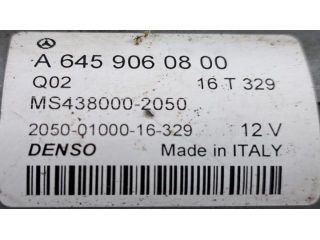 A 645 906 08 00
Q02 16 T 329
MS438000-2050
2050-01000-16-329 12 V
DENSO Made in ITALY